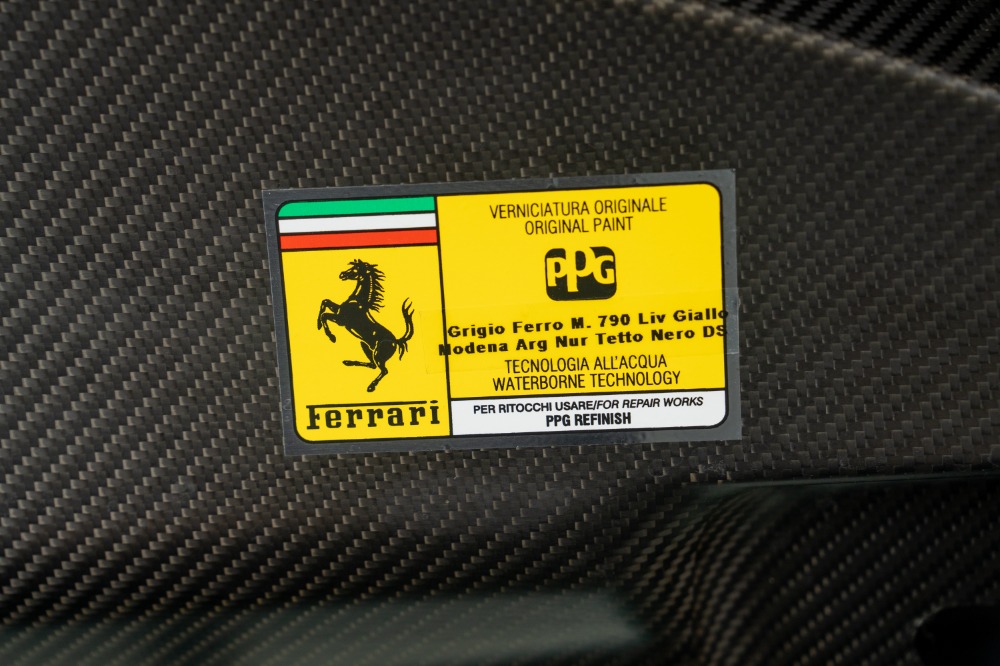 VERNICIATURA ORIGINALE
ORIGINAL PAINT
PPG
Grigio Ferro M. 790 Liv Giallo
Modena Arg Nur Tetto Nero DS
TECNOLOGIA ALL'ACQUA
WATERBORNE TECHNOLOGY
Ferrari
PER RITOCCHI USARE/FOR REPAIR WORKS
PPG REFINISH